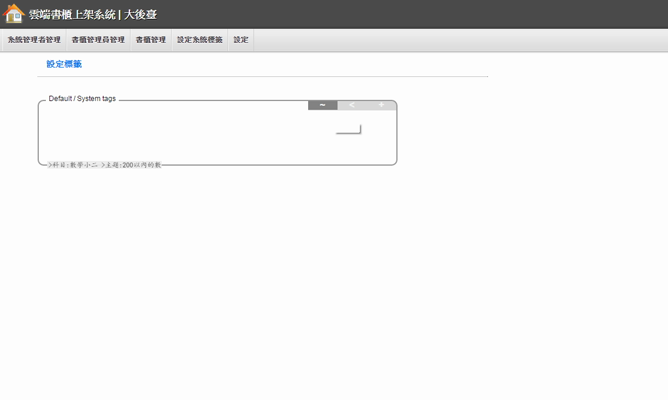 雲端書櫃上架系統 | 大後臺
系統管理者管理 書櫃管理員管理 書櫃管理 設定系統標籤 設定
設定標籤
Default / System tags
~ < +
>科目:數學小二 >主題:200以內的數